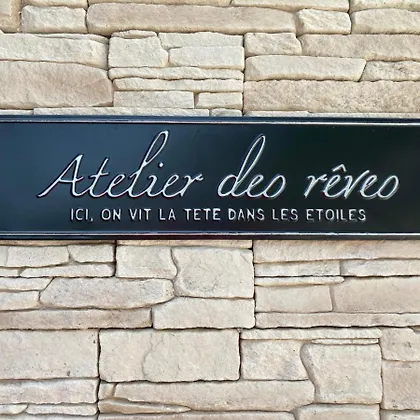 Atelier des rêves
ICI, ON VIT LA TETE DANS LES ETOILES